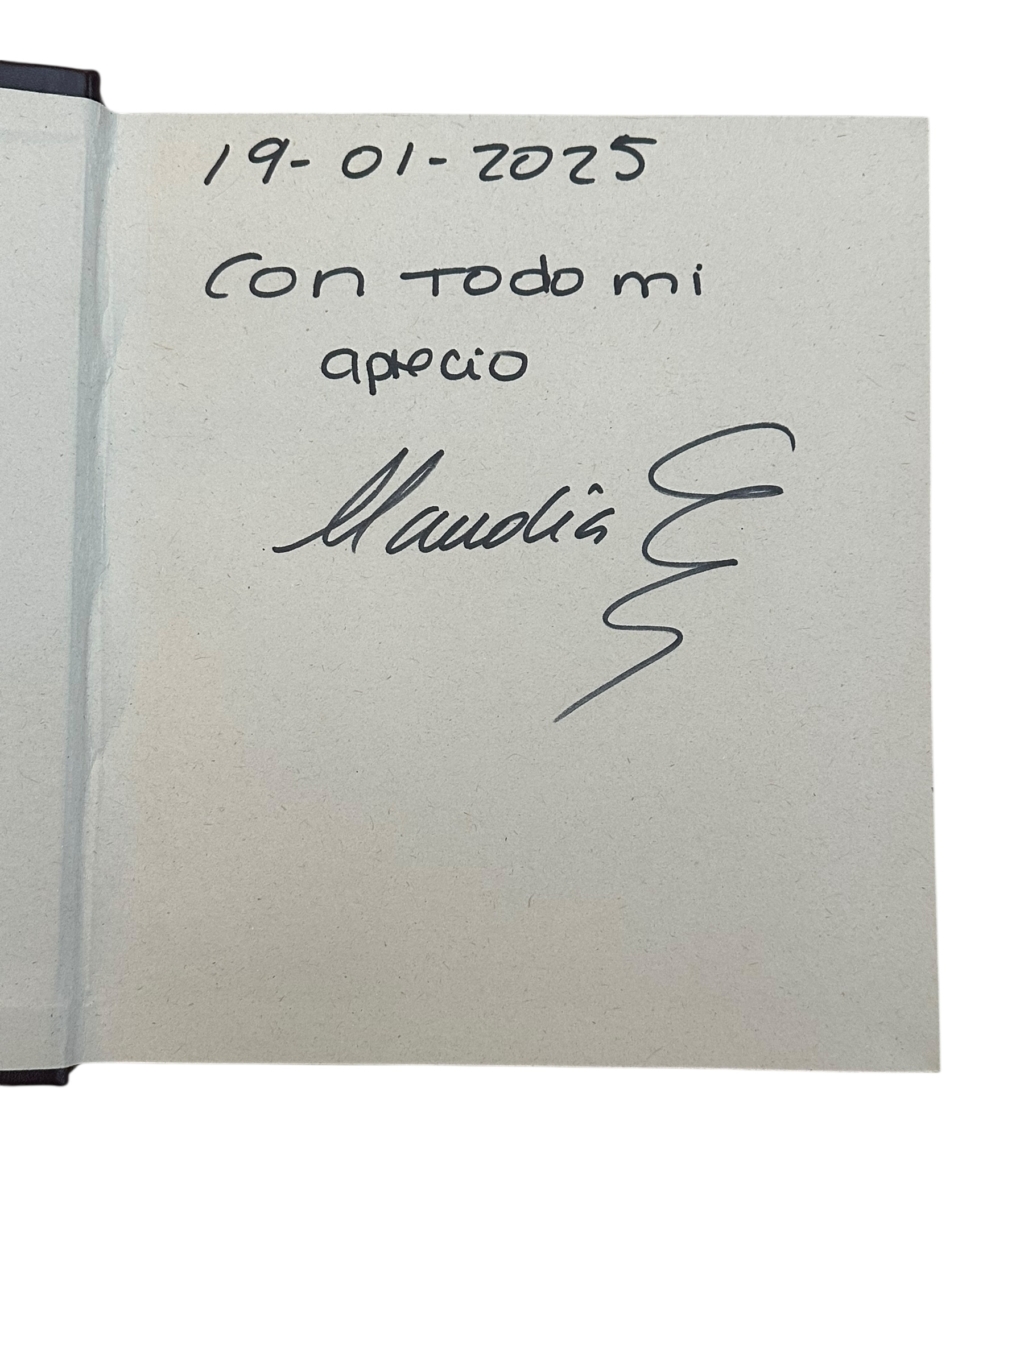 19-01-2025
Con todo mi
aprecio